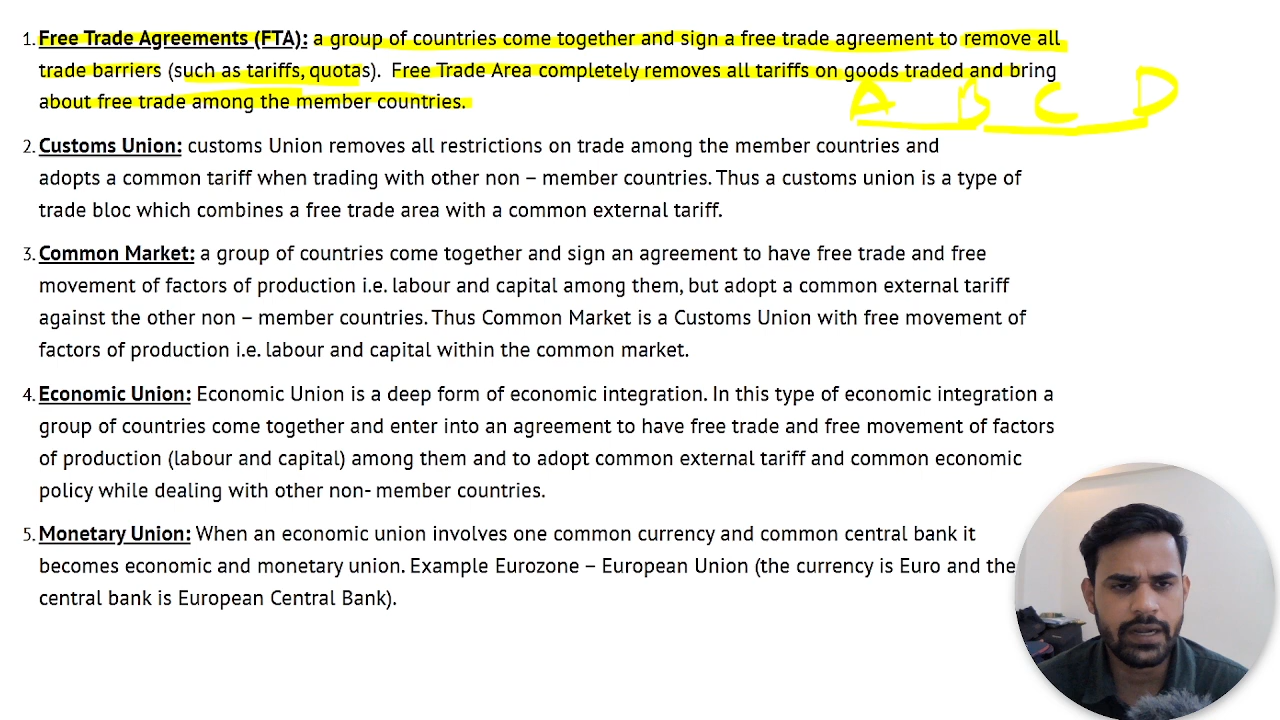 1. Free Trade Agreements (FTA): a group of countries come together and sign a free trade agreement to remove all
trade barriers (such as tariffs, quotas). Free Trade Area completely removes all tariffs on goods traded and bring
about free trade among the member countries.
A B C D
2. Customs Union: customs Union removes all restrictions on trade among the member countries and
adopts a common tariff when trading with other non – member countries. Thus a customs union is a type of
trade bloc which combines a free trade area with a common external tariff.
3. Common Market: a group of countries come together and sign an agreement to have free trade and free
movement of factors of production i.e. labour and capital among them, but adopt a common external tariff
against the other non – member countries. Thus Common Market is a Customs Union with free movement of
factors of production i.e. labour and capital within the common market.
4. Economic Union: Economic Union is a deep form of economic integration. In this type of economic integration a
group of countries come together and enter into an agreement to have free trade and free movement of factors
of production (labour and capital) among them and to adopt common external tariff and common economic
policy while dealing with other non- member countries.
5. Monetary Union: When an economic union involves one common currency and common central bank it
becomes economic and monetary union. Example Eurozone – European Union (the currency is Euro and the
central bank is European Central Bank).